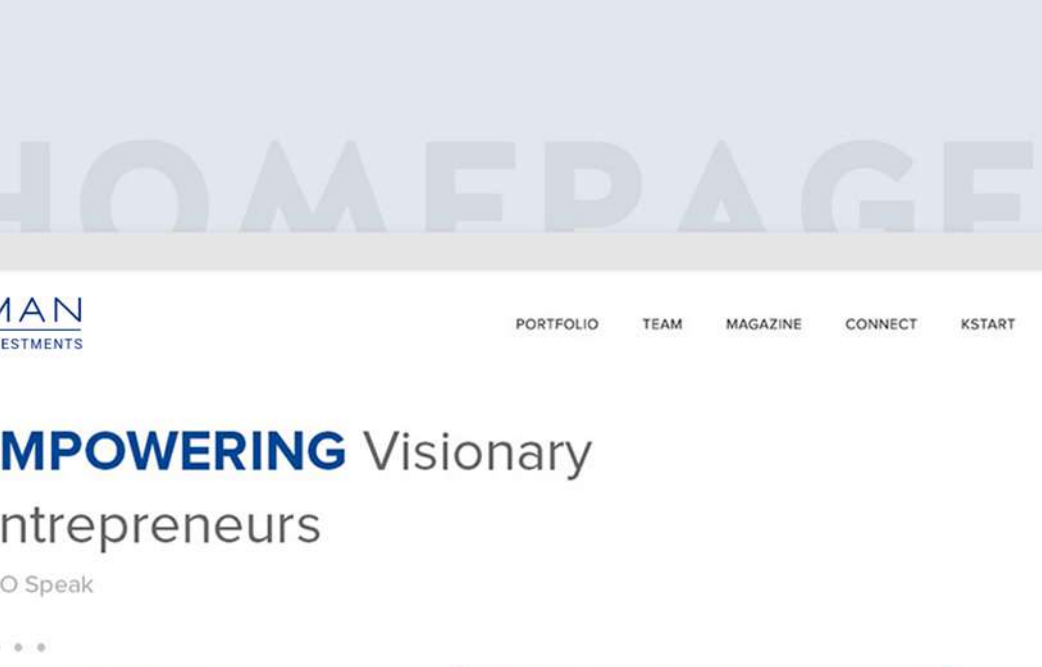 HOMEPAGE
MAN
ESTMENTS
PORTFOLIO TEAM MAGAZINE CONNECT KSTART
MPOWERING Visionary
ntrepreneurs
O Speak